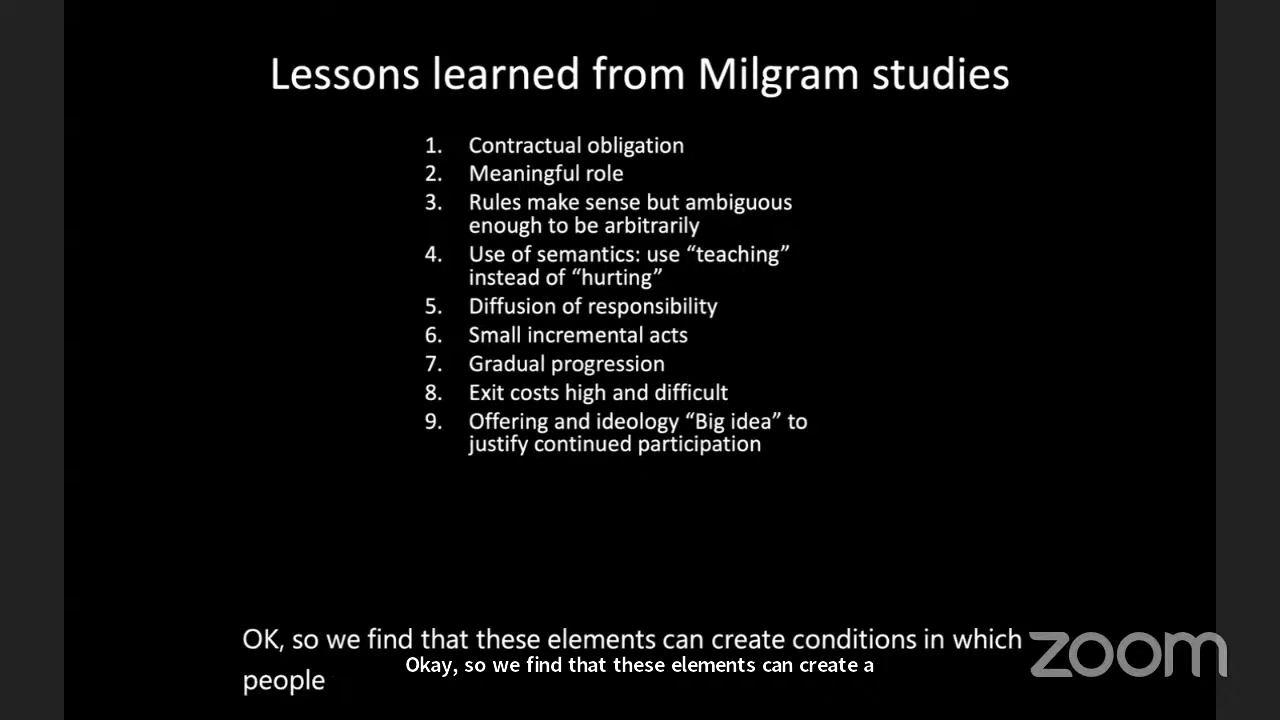 Lessons learned from Milgram studies
1. Contractual obligation
2. Meaningful role
3. Rules make sense but ambiguous
enough to be arbitrarily
4. Use of semantics: use “teaching”
instead of “hurting”
5. Diffusion of responsibility
6. Small incremental acts
7. Gradual progression
8. Exit costs high and difficult
9. Offering and ideology “Big idea” to
justify continued participation
OK, so we find that these elements can create conditions in which
Okay, so we find that these elements can create a
people
zoom